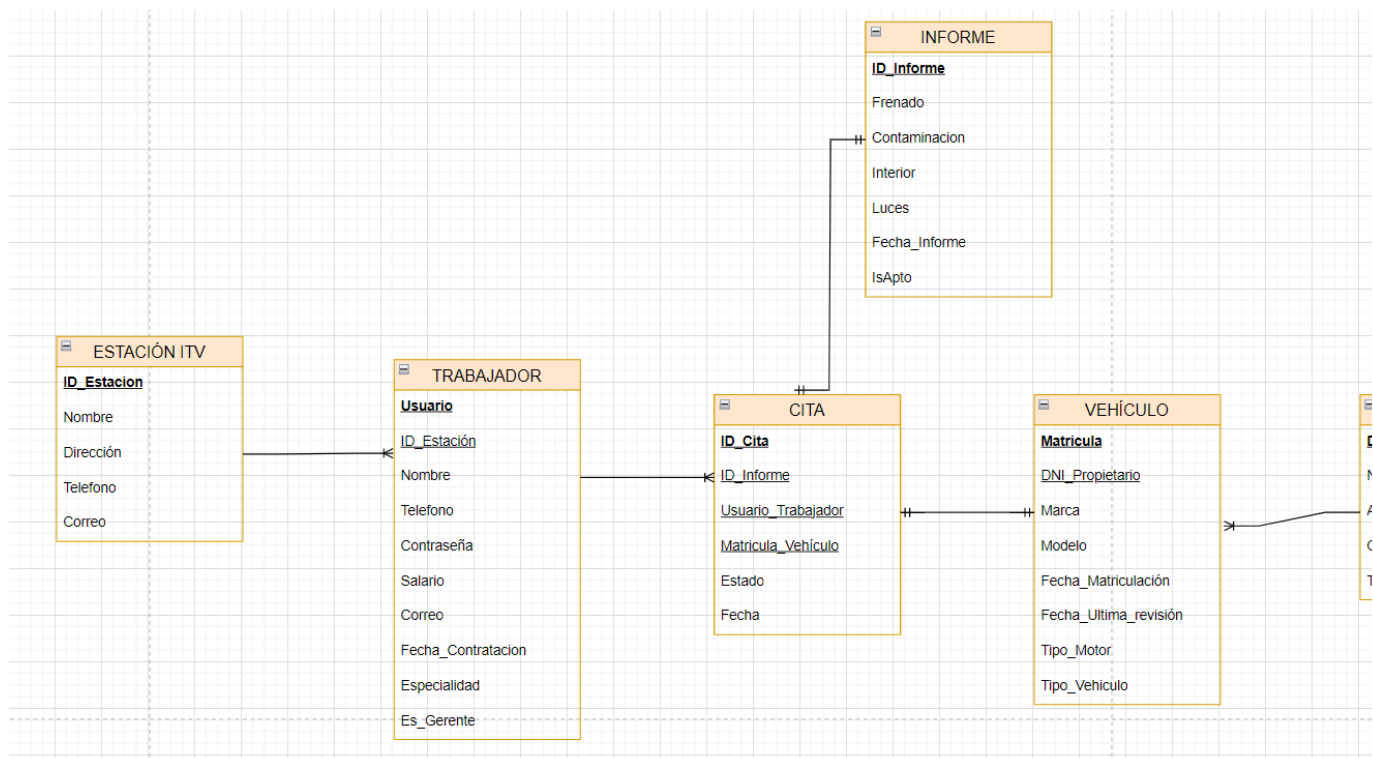 INFORME
ID_Informe
Frenado
Contaminacion
Interior
Luces
Fecha_Informe
IsApto
ESTACIÓN ITV
ID_Estacion
Nombre
Dirección
Telefono
Correo
TRABAJADOR
Usuario
ID_Estación
Nombre
Telefono
Contraseña
Salario
Correo
Fecha_Contratacion
Especialidad
Es_Gerente
CITA
ID_Cita
ID_Informe
Usuario_Trabajador
Matricula_Vehículo
Estado
Fecha
VEHÍCULO
Matricula
DNI_Propietario
Marca
Modelo
Fecha_Matriculación
Fecha_Ultima_revisión
Tipo_Motor
Tipo_Vehiculo